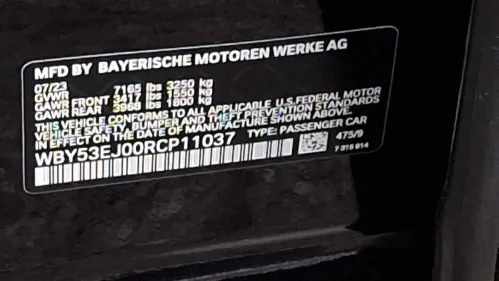 MFD BY BAYERISCHE MOTOREN WERKE AG
07/23
GVWR 7165 lbs 3250 kg
GAWR FRONT 3417 lbs 1550 kg
GAWR REAR 3968 lbs 1800 kg
THIS VEHICLE CONFORMS TO ALL APPLICABLE U.S.FEDERAL MOTOR
VEHICLE SAFETY, BUMPER AND THEFT PREVENTION STANDARDS
IN EFFECT ON THE DATE OF MANUFACTURE SHOWN ABOVE
WBY53EJ00RCP11037 TYPE: PASSENGER CAR
475/9
7 315 814